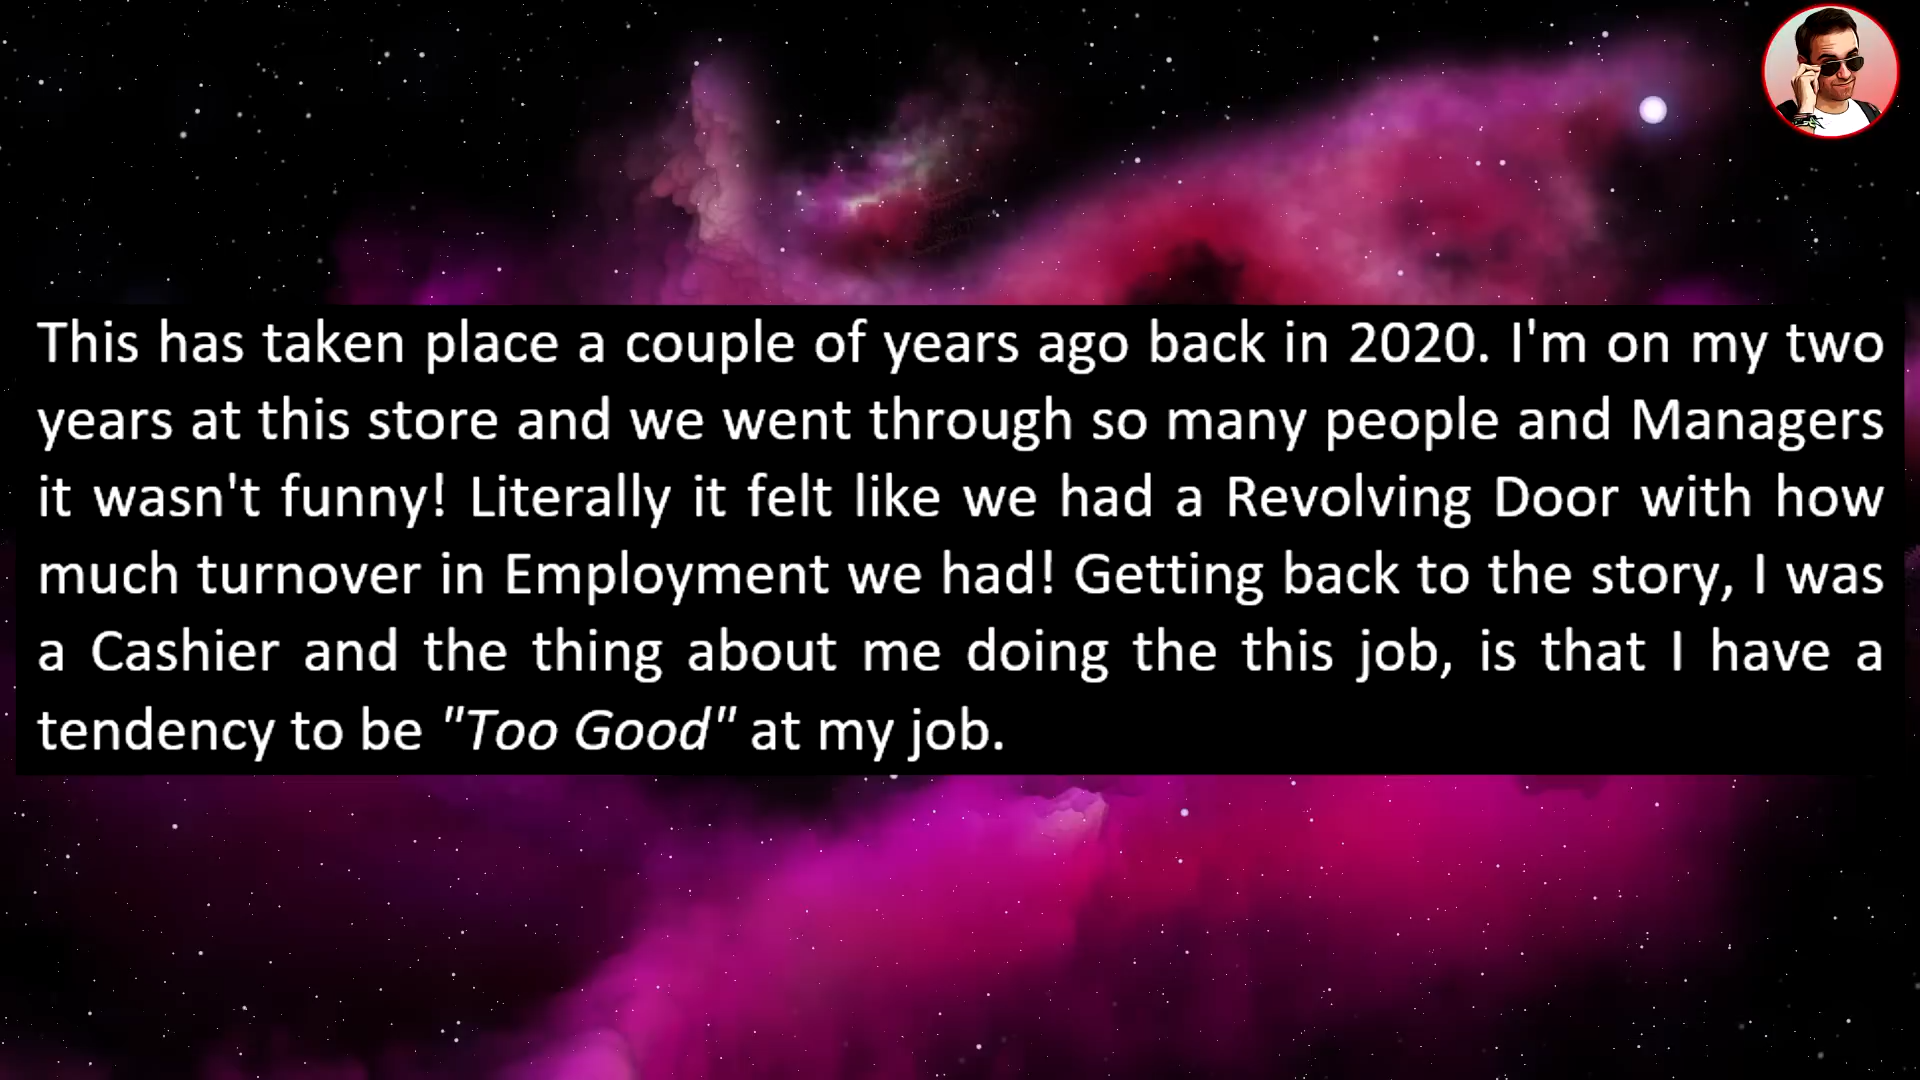 This has taken place a couple of years ago back in 2020. I'm on my two
years at this store and we went through so many people and Managers
it wasn't funny! Literally it felt like we had a Revolving Door with how
much turnover in Employment we had! Getting back to the story, I was
a Cashier and the thing about me doing the this job, is that I have a
tendency to be "Too Good" at my job.